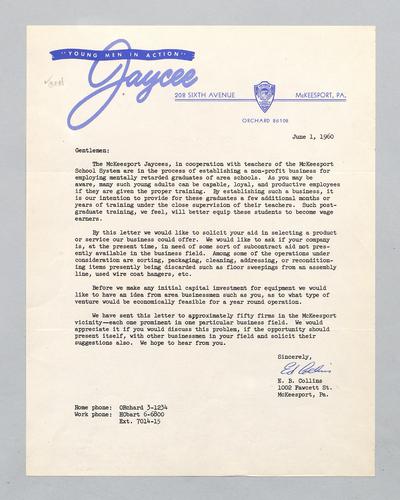 "YOUNG MEN IN ACTION"
Jaycee
208 SIXTH AVENUE
McKEESPORT, PA.
ORCHARD 86108
June 1, 1960
Gentlemen:
The McKeesport Jaycees, in cooperation with teachers of the McKeesport
School System are in the process of establishing a non-profit business for
employing mentally retarded graduates of area schools. As you may be
aware, many such young adults can be capable, loyal, and productive employees
if they are given the proper training. By establishing such a business, it
is our intention to provide for these graduates a few additional months or
years of training under the close supervision of their teachers. Such post-
graduate training, we feel, will better equip these students to become wage
earners.
By this letter we would like to solicit your aid in selecting a product
or service our business could offer. We would like to ask if your company
is, at the present time, in need of some sort of subcontract aid not pres-
ently available in the business field. Among some of the operations under
consideration are sorting, packaging, cleaning, addressing, or recondition-
ing items presently being discarded such as floor sweepings from an assembly
line, used wire coat hangers, etc.
Before we make any initial capital investment for equipment we would
like to have an idea from area businessmen such as you, as to what type of
venture would be economically feasible for a year round operation.
We have sent this letter to approximately fifty firms in the McKeesport
vicinity--each one prominent in one particular business field. We would
appreciate it if you would discuss this problem, if the opportunity should
present itself, with other businessmen in your field and solicit their
suggestions also. We hope to hear from you.
Sincerely,
Ed Collins
E. B. Collins
1002 Fawcett St.
McKeesport, Pa.
Home phone: ORchard 3-1234
Work phone: HObart 6-6800
Ext. 7014-15